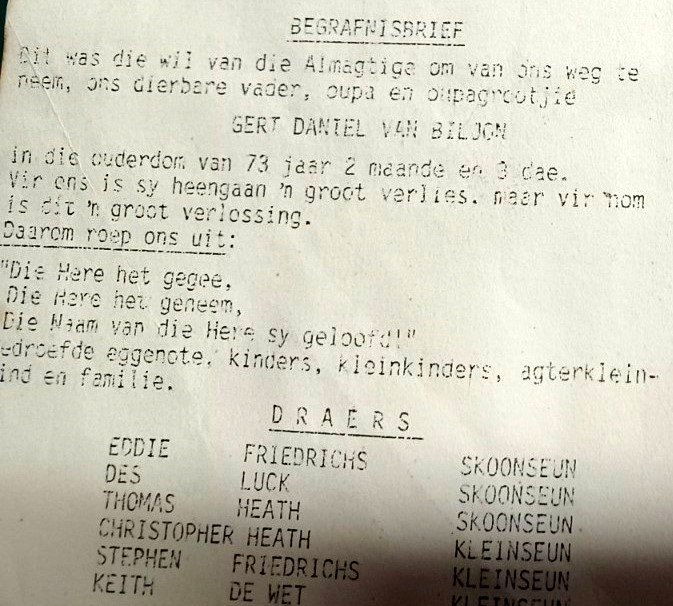 BEGRAFNISBRIEF
Dit was die wil van die Almagtige om van ons weg te
neem, ons dierbare vader, oupa en oupagrootjie
GERT DANIEL VAN BILJON
in die ouderdom van 73 jaar 2 maande en 3 dae.
Vir ons is sy heengaan 'n groot verlies. maar vir hom
is dit 'n groot verlossing.
Daarom roep ons uit:
"Die Here het gegee,
Die Here het geneem,
Die Naam van die Here sy geloofd!"
edroefde eggenote, kinders, kleinkinders, agterklein-
ind en familie.
DRAERS
EDDIE FRIEDRICHS SKOONSEUN
DES LUCK SKOONSEUN
THOMAS HEATH SKOONSEUN
CHRISTOPHER HEATH KLEINSEUN
STEPHEN FRIEDRICHS KLEINSEUN
KEITH DE WET KLEINSEUN